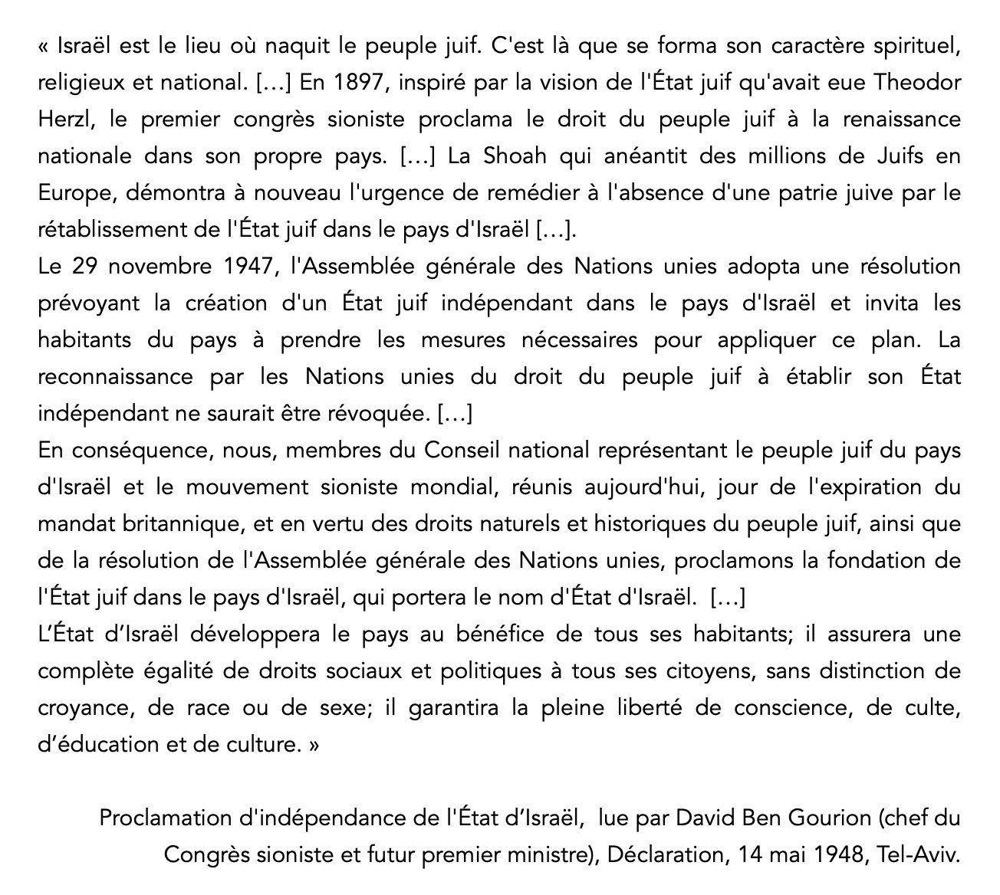 « Israël est le lieu où naquit le peuple juif. C'est là que se forma son caractère spirituel,
religieux et national. […] En 1897, inspiré par la vision de l'État juif qu'avait eue Theodor
Herzl, le premier congrès sioniste proclama le droit du peuple juif à la renaissance
nationale dans son propre pays. […] La Shoah qui anéantit des millions de Juifs en
Europe, démontra à nouveau l'urgence de remédier à l'absence d'une patrie juive par le
rétablissement de l'État juif dans le pays d'Israël […].
Le 29 novembre 1947, l'Assemblée générale des Nations unies adopta une résolution
prévoyant la création d'un État juif indépendant dans le pays d'Israël et invita les
habitants du pays à prendre les mesures nécessaires pour appliquer ce plan. La
reconnaissance par les Nations unies du droit du peuple juif à établir son État
indépendant ne saurait être révoquée. […]
En conséquence, nous, membres du Conseil national représentant le peuple juif du pays
d'Israël et le mouvement sioniste mondial, réunis aujourd'hui, jour de l'expiration du
mandat britannique, et en vertu des droits naturels et historiques du peuple juif, ainsi que
de la résolution de l'Assemblée générale des Nations unies, proclamons la fondation de
l'État juif dans le pays d'Israël, qui portera le nom d'État d'Israël.  […]
L’État d’Israël développera le pays au bénéfice de tous ses habitants; il assurera une
complète égalité de droits sociaux et politiques à tous ses citoyens, sans distinction de
croyance, de race ou de sexe; il garantira la pleine liberté de conscience, de culte,
d’éducation et de culture. »
Proclamation d'indépendance de l'État d’Israël,  lue par David Ben Gourion (chef du
Congrès sioniste et futur premier ministre), Déclaration, 14 mai 1948, Tel-Aviv.